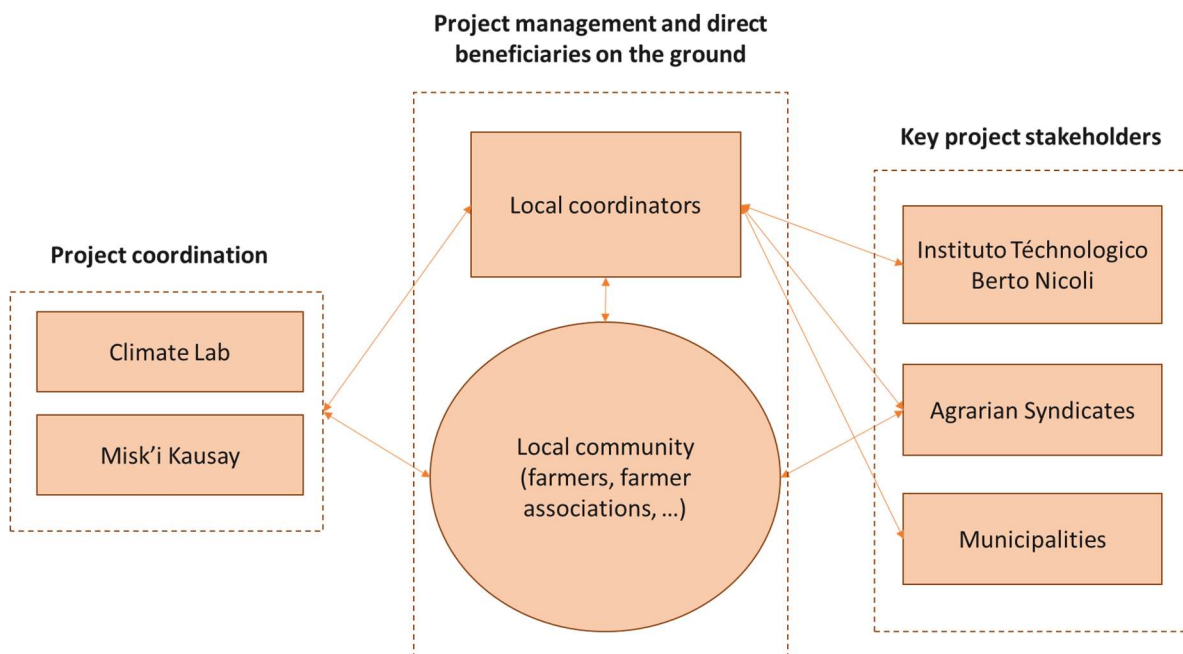 Project management and direct
beneficiaries on the ground
Key project stakeholders
Project coordination
Local coordinators
Instituto Téchnologico
Berto Nicoli
Climate Lab
Misk’i Kausay
Agrarian Syndicates
Local community
(farmers, farmer
associations, ...)
Municipalities